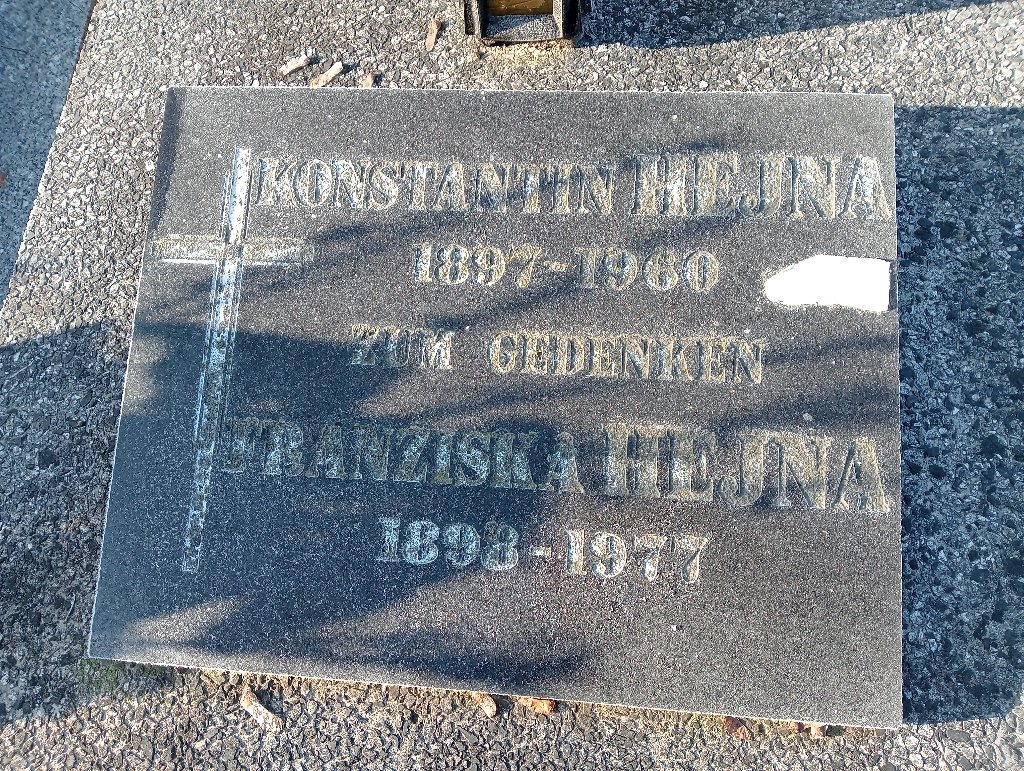 KONSTANTIN HEJNA
1897-1960
ZUM GEDENKEN
FRANZISKA HEJNA
1898-1977